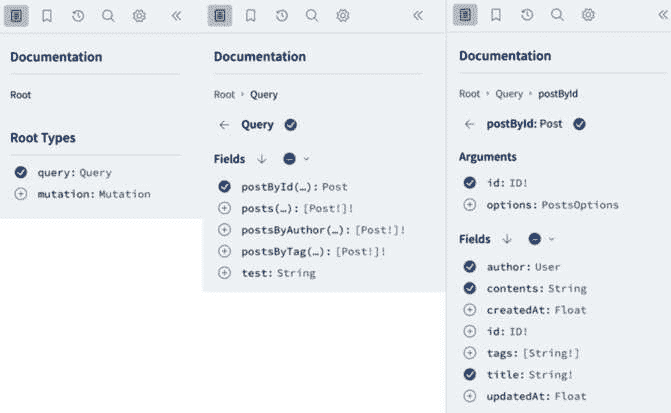 Documentation
Root
Root Types
query: Query
mutation: Mutation
Documentation
Root › Query
Query
Fields
postById(…): Post
posts(…): [Post!]!
postsByAuthor(…): [Post!]!
postsByTag(…): [Post!]!
test: String
Documentation
Root › Query › postById
postById: Post
Arguments
id: ID!
options: PostsOptions
Fields
author: User
contents: String
createdAt: Float
id: ID!
tags: [String!]
title: String!
updatedAt: Float